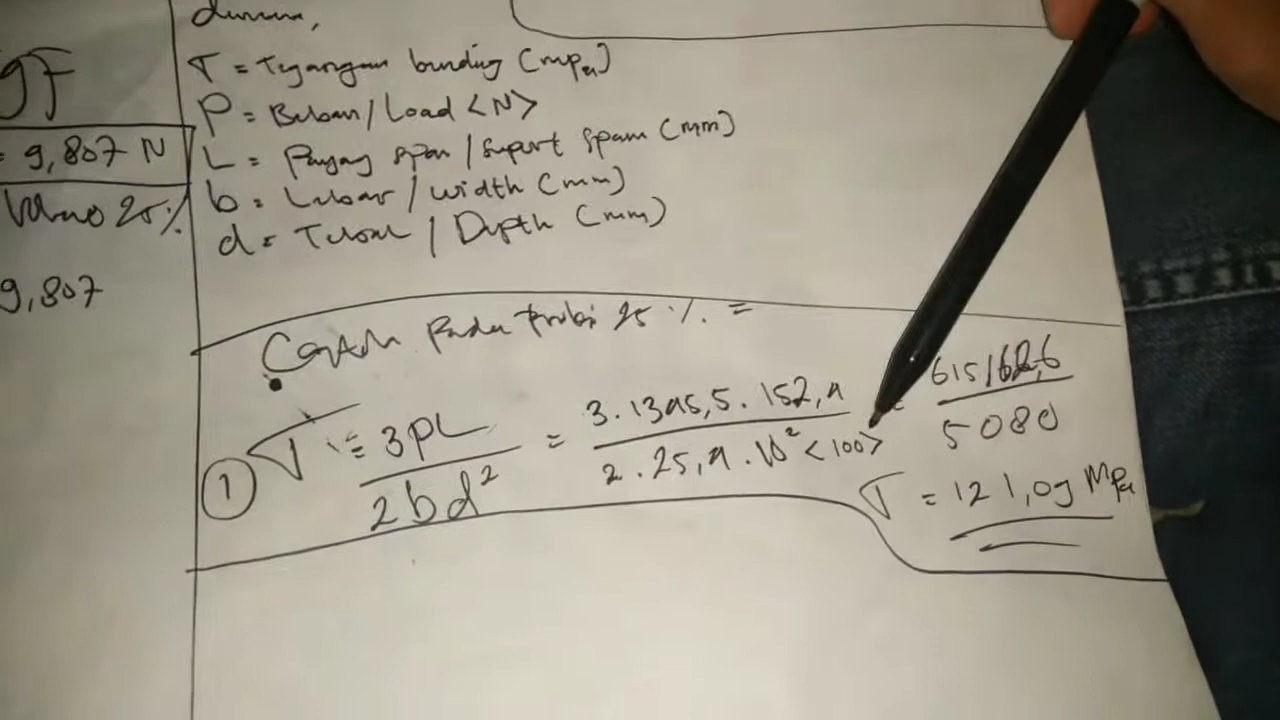 gF
= 9,807 N
25%
9,807
dimana,
σ = Tegangan bending (mpa)
P = Beban / Load <N>
L = Panjang span / Suport span (mm)
b = Lebar / width (mm)
d = Tebal / Depth (mm)
Contoh Pada 25 % =
① σ = 3PL / 2bd² = 3.1345,5.152,4 / 2.25,4.10² <100> = 615162,6 / 5080
σ = 121,09 MPa